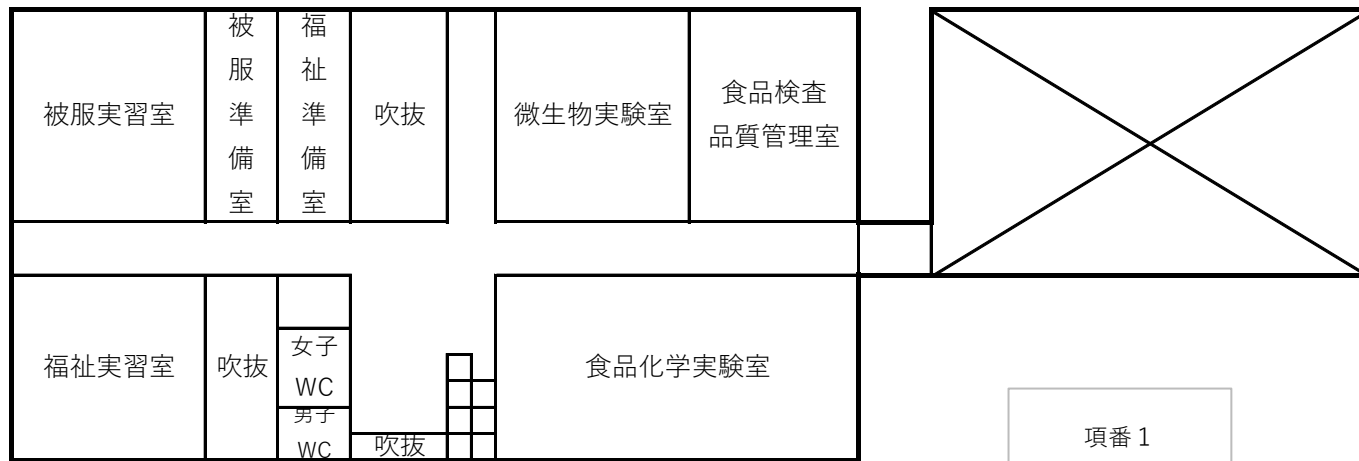 被服実習室
被服準備室
福祉準備室
吹抜
微生物実験室
食品検査
品質管理室
福祉実習室
吹抜
女子
WC
男子
WC
吹抜
食品化学実験室
項番１